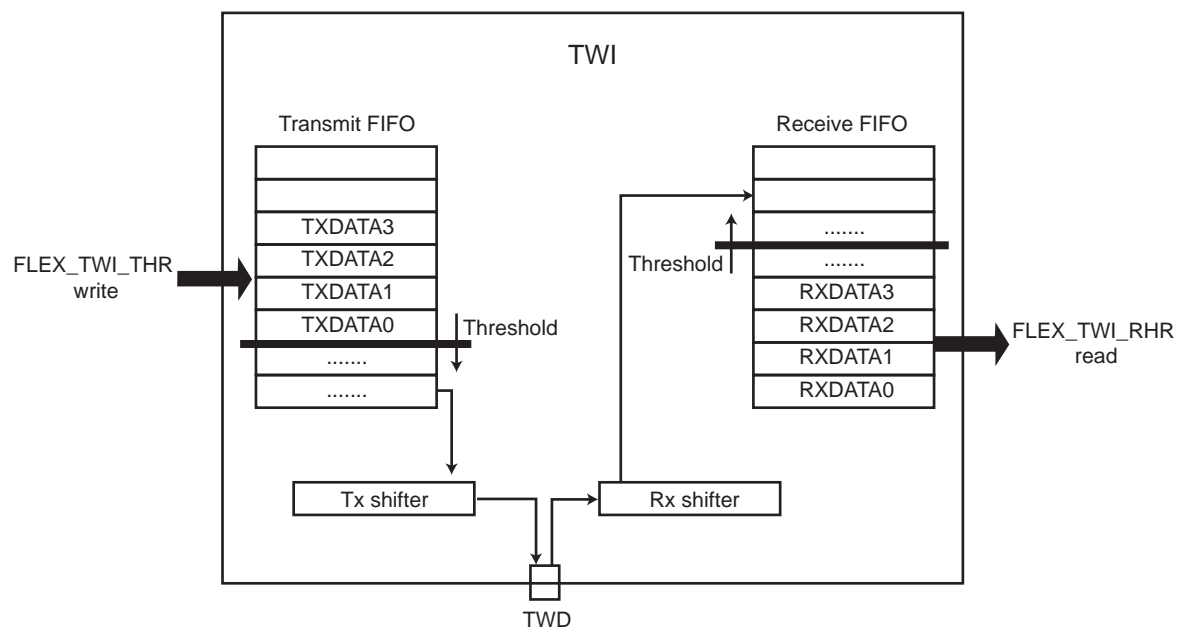 TWI
Transmit FIFO
TXDATA3
TXDATA2
TXDATA1
TXDATA0
.......
.......
FLEX_TWI_THR
write
Threshold
Receive FIFO
.......
.......
RXDATA3
RXDATA2
RXDATA1
RXDATA0
Threshold
FLEX_TWI_RHR
read
Tx shifter
Rx shifter
TWD